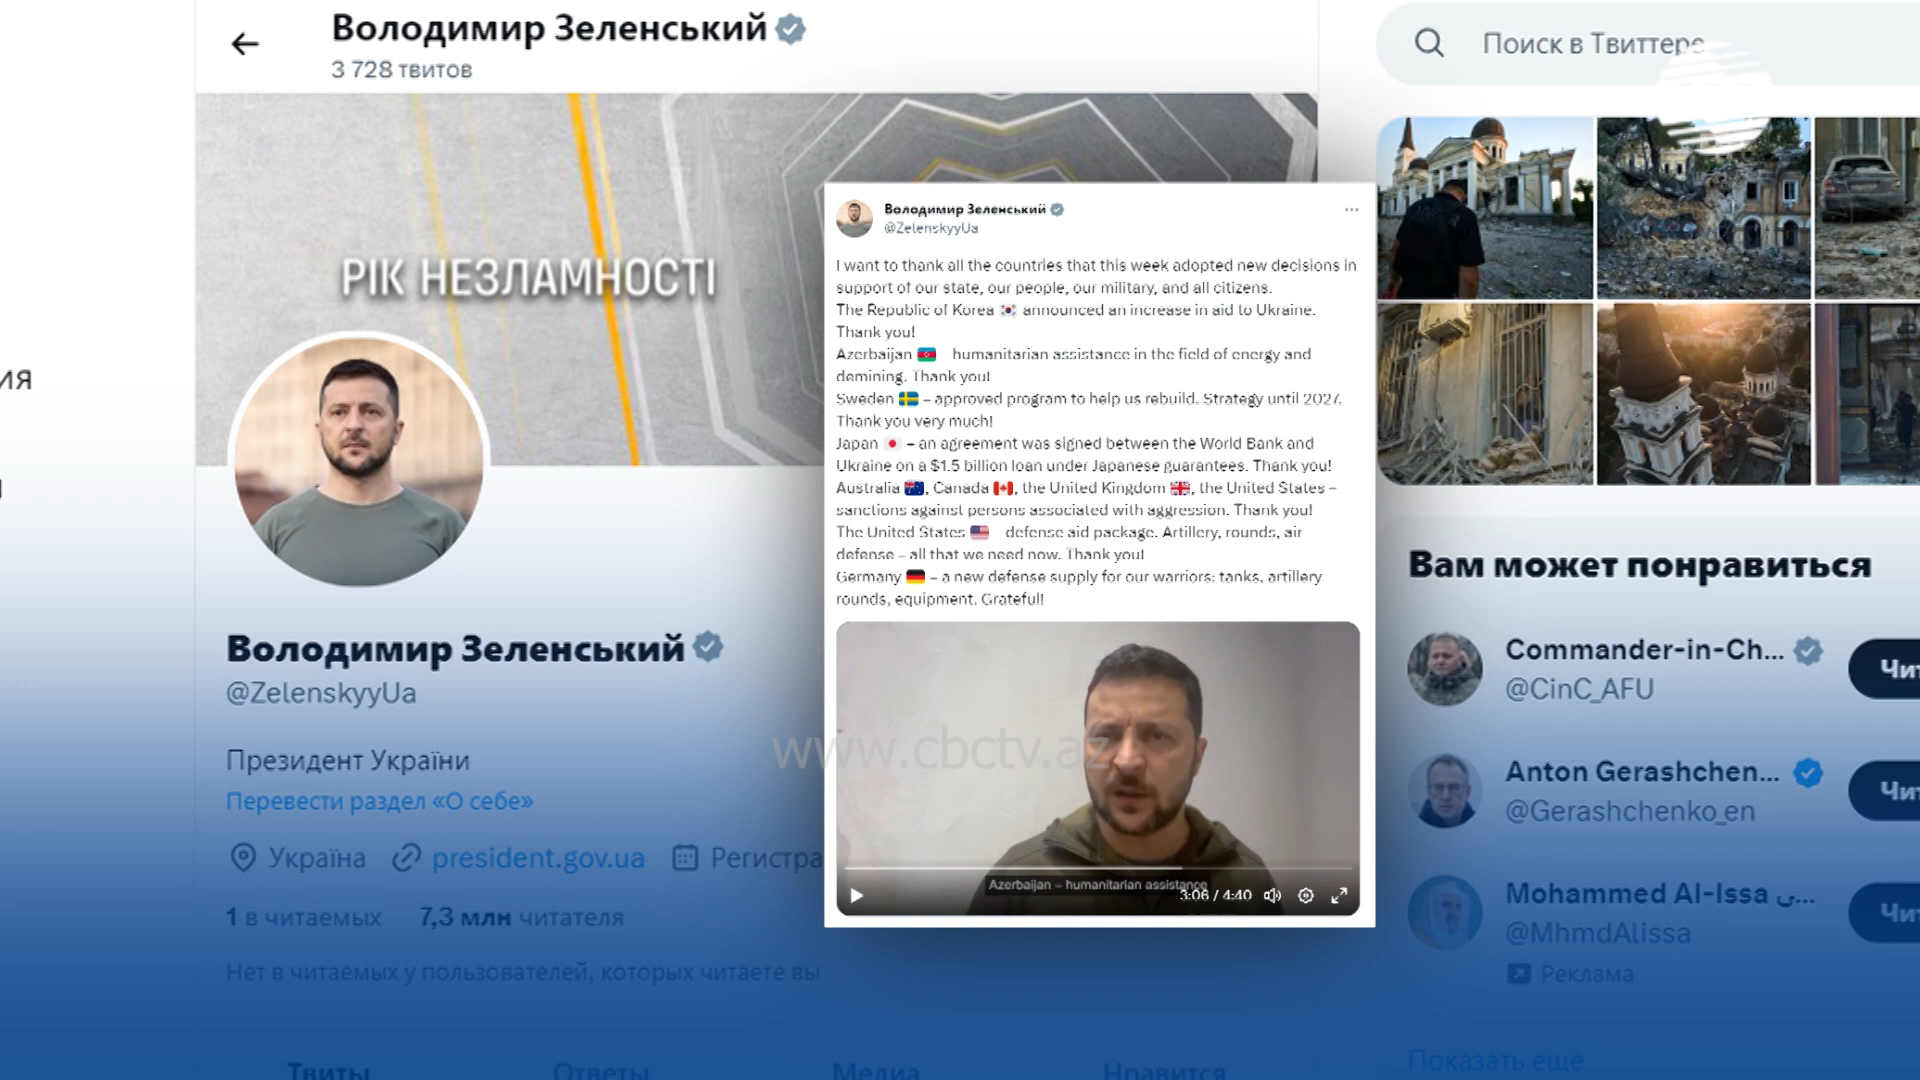 Володимир Зеленський
3 728 твитов
Поиск в Твиттере
РІК НЕЗЛАМНОСТІ
ия
Володимир Зеленський
@ZelenskyyUa
I want to thank all the countries that this week adopted new decisions in
support of our state, our people, our military, and all citizens.
The Republic of Korea 🇰🇷 announced an increase in aid to Ukraine.
Thank you!
Azerbaijan 🇦🇿 – humanitarian assistance in the field of energy and
demining. Thank you!
Sweden 🇸🇪 – approved program to help us rebuild. Strategy until 2027.
Thank you very much!
Japan 🇯🇵 – an agreement was signed between the World Bank and
Ukraine on a $1.5 billion loan under Japanese guarantees. Thank you!
Australia 🇦🇺, Canada 🇨🇦, the United Kingdom 🇬🇧, the United States –
sanctions against persons associated with aggression. Thank you!
The United States 🇺🇸 – defense aid package. Artillery, rounds, air
defense – all that we need now. Thank you!
Germany 🇩🇪 – a new defense supply for our warriors: tanks, artillery
rounds, equipment. Grateful!
www.cbctv.az
Azerbaijan – humanitarian assistance
3:06 / 4:40
Володимир Зеленський
@ZelenskyyUa
Президент України
Перевести раздел «О себе»
Україна president.gov.ua Регистра
1 в читаемых 7,3 млн читателя
Нет в читаемых у пользователей, которых читаете вы
Твиты Ответы Медиа Нравится
Вам может понравиться
Commander-in-Ch...
@CinC_AFU
Чит
Anton Gerashchen...
@Gerashchenko_en
Чит
Mohammed Al-Issa ...
@MhmdAlissa
Чит
Реклама
Показать еще